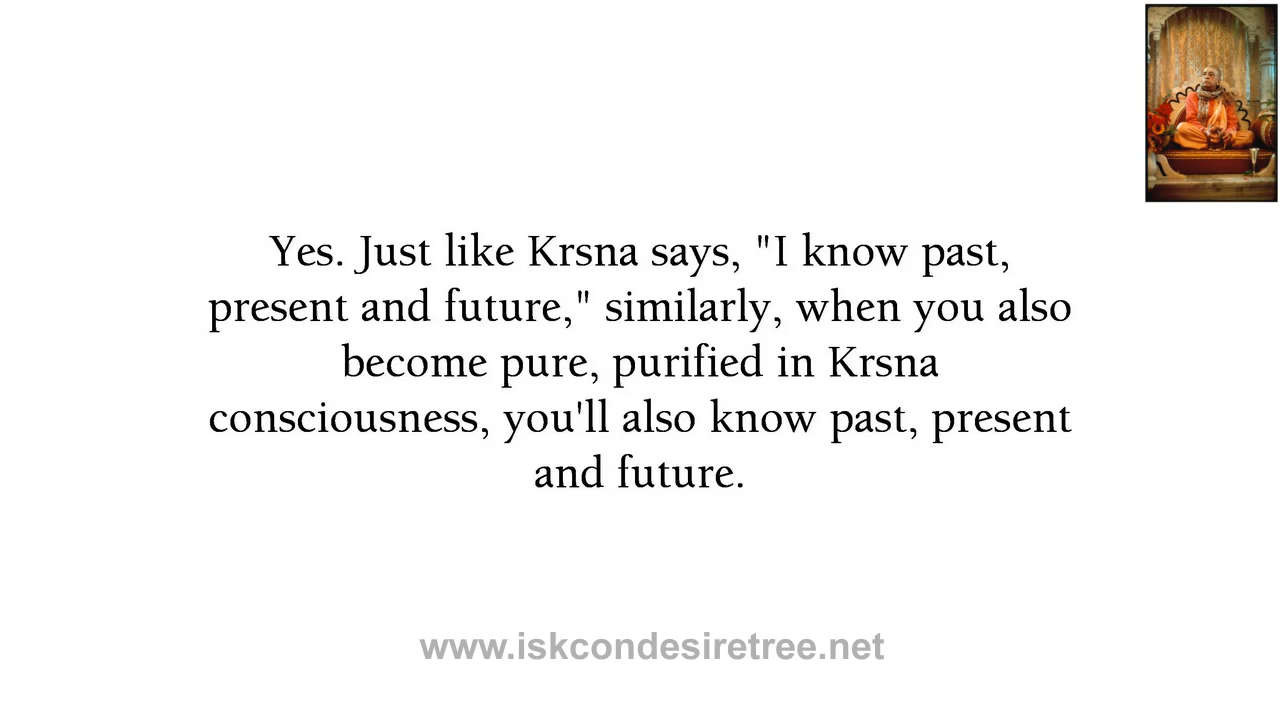 Yes. Just like Krsna says, "I know past,
present and future," similarly, when you also
become pure, purified in Krsna
consciousness, you'll also know past, present
and future.
www.iskcondesiretree.net